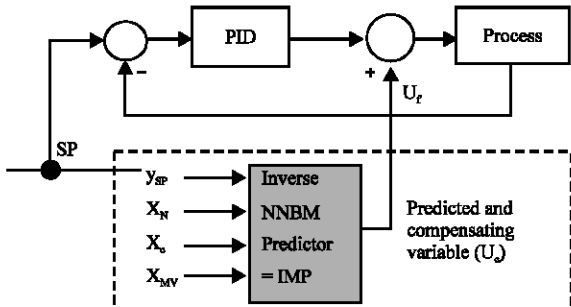 PID
Process
−
+
U_f
SP
y_SP
Inverse
X_N
NNBM
X_c
Predictor
X_MV
= IMP
Predicted and
compensating
variable (U_c)